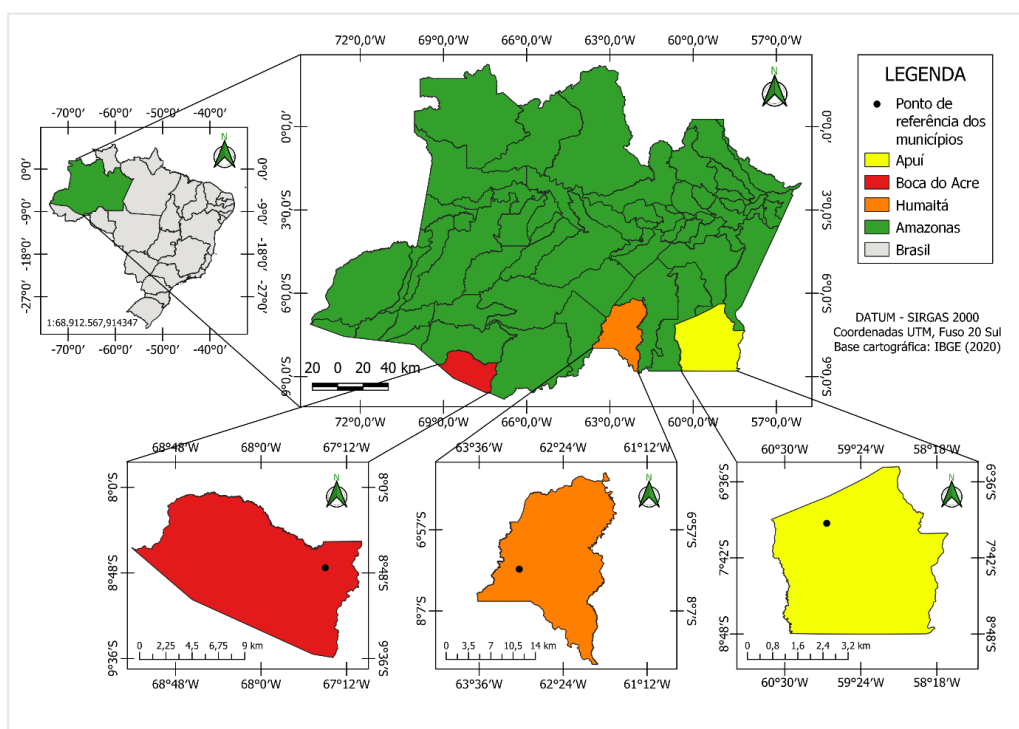 72°0,0'W 69°0,0'W 66°0,0'W 63°0,0'W 60°0,0'W 57°0,0'W
N
0°0,0' 3°0,0'S 6°0,0'S 9°0,0'S
0°0,0' 3°0,0'S 6°0,0'S 9°0,0'S
20 0 20 40 km
72°0,0'W 69°0,0'W 66°0,0'W 63°0,0'W 60°0,0'W 57°0,0'W
LEGENDA
Ponto de
referência dos
municípios
Apuí
Boca do Acre
Humaitá
Amazonas
Brasil
DATUM - SIRGAS 2000
Coordenadas UTM, Fuso 20 Sul
Base cartográfica: IBGE (2020)
-70°0' -60°0' -50°0' -40°0'
N
0°0' -9°0' -18°0' -27°0'
0°0' -9°0' -18°0' -27°0'
1:68.912.567,914347
-70°0' -60°0' -50°0' -40°0'
68°48'W 68°0'W 67°12'W
N
8°0'S 8°48'S 9°36'S
8°0'S 8°48'S 9°36'S
0 2,25 4,5 6,75 9 km
68°48'W 68°0'W 67°12'W
63°36'W 62°24'W 61°12'W
N
6°57'S 8°7'S
6°57'S 8°7'S
0 3,5 7 10,5 14 km
63°36'W 62°24'W 61°12'W
60°30'W 59°24'W 58°18'W
N
6°36'S 7°42'S 8°48'S
6°36'S 7°42'S 8°48'S
0 0,8 1,6 2,4 3,2 km
60°30'W 59°24'W 58°18'W